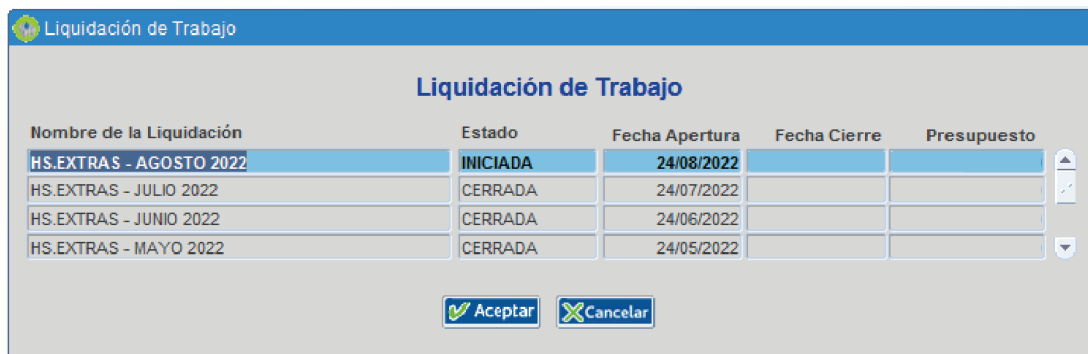 Liquidación de Trabajo
Liquidación de Trabajo
Nombre de la Liquidación Estado Fecha Apertura Fecha Cierre Presupuesto
HS.EXTRAS - AGOSTO 2022 INICIADA 24/08/2022
HS.EXTRAS - JULIO 2022 CERRADA 24/07/2022
HS.EXTRAS - JUNIO 2022 CERRADA 24/06/2022
HS.EXTRAS - MAYO 2022 CERRADA 24/05/2022
Aceptar Cancelar